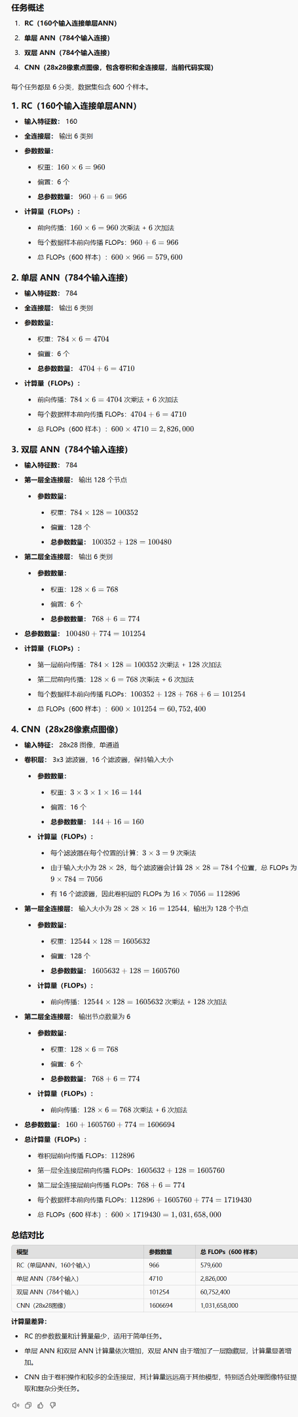 任务概述
1. RC（160个输入连接单层ANN）
2. 单层 ANN（784个输入连接）
3. 双层 ANN（784个输入连接）
4. CNN（28x28像素点图像，包含卷积和全连接层，当前代码实现）
每个任务都是 6 分类，数据集包含 600 个样本。
1. RC（160个输入连接单层ANN）
• 输入特征数： 160
• 全连接层： 输出 6 类别
• 参数数量：
• 权重：160 × 6 = 960
• 偏置：6 个
• 总参数数量： 960 + 6 = 966
• 计算量（FLOPs）：
• 前向传播：160 × 6 = 960 次乘法 + 6 次加法
• 每个数据样本前向传播 FLOPs：960 + 6 = 966
• 总 FLOPs（600 样本）：600 × 966 = 579,600
2. 单层 ANN（784个输入连接）
• 输入特征数： 784
• 全连接层： 输出 6 类别
• 参数数量：
• 权重：784 × 6 = 4704
• 偏置：6 个
• 总参数数量： 4704 + 6 = 4710
• 计算量（FLOPs）：
• 前向传播：784 × 6 = 4704 次乘法 + 6 次加法
• 每个数据样本前向传播 FLOPs：4704 + 6 = 4710
• 总 FLOPs（600 样本）：600 × 4710 = 2,826,000
3. 双层 ANN（784个输入连接）
• 输入特征数： 784
• 第一层全连接层： 输出 128 个节点
• 参数数量：
• 权重：784 × 128 = 100352
• 偏置：128 个
• 总参数数量： 100352 + 128 = 100480
• 第二层全连接层： 输出 6 类别
• 参数数量：
• 权重：128 × 6 = 768
• 偏置：6 个
• 总参数数量： 768 + 6 = 774
• 总参数数量： 100480 + 774 = 101254
• 计算量（FLOPs）：
• 第一层前向传播：784 × 128 = 100352 次乘法 + 128 次加法
• 第二层前向传播：128 × 6 = 768 次乘法 + 6 次加法
• 每个数据样本前向传播 FLOPs：100352 + 128 + 768 + 6 = 101254
• 总 FLOPs（600 样本）：600 × 101254 = 60,752,400
4. CNN（28x28像素点图像）
• 输入特征： 28x28 图像，单通道
• 卷积层： 3x3 滤波器，16 个滤波器，保持输入大小
• 参数数量：
• 权重：3 × 3 × 1 × 16 = 144
• 偏置：16 个
• 总参数数量： 144 + 16 = 160
• 计算量（FLOPs）：
• 每个滤波器在每个位置的计算：3 × 3 = 9 次乘法
• 由于输入大小为 28 × 28，每个滤波器会计算 28 × 28 = 784 个位置，总 FLOPs 为
9 × 784 = 7056
• 有 16 个滤波器，因此卷积层的 FLOPs 为 16 × 7056 = 112896
• 第一层全连接层： 输入大小为 28 × 28 × 16 = 12544，输出为 128 个节点
• 参数数量：
• 权重：12544 × 128 = 1605632
• 偏置：128 个
• 总参数数量： 1605632 + 128 = 1605760
• 计算量（FLOPs）：
• 前向传播：12544 × 128 = 1605632 次乘法 + 128 次加法
• 第二层全连接层： 输出节点数量为 6
• 参数数量：
• 权重：128 × 6 = 768
• 偏置：6 个
• 总参数数量： 768 + 6 = 774
• 计算量（FLOPs）：
• 前向传播：128 × 6 = 768 次乘法 + 6 次加法
• 总参数数量： 160 + 1605760 + 774 = 1606694
• 总计算量（FLOPs）：
• 卷积层前向传播 FLOPs：112896
• 第一层全连接层前向传播 FLOPs：1605632 + 128 = 1605760
• 第二层全连接层前向传播 FLOPs：768 + 6 = 774
• 每个数据样本前向传播 FLOPs：112896 + 1605760 + 774 = 1719430
• 总 FLOPs（600 样本）：600 × 1719430 = 1,031,658,000
总结对比
模型 参数数量 总 FLOPs（600 样本）
RC（单层ANN，160个输入） 966 579,600
单层 ANN（784个输入） 4710 2,826,000
双层 ANN（784个输入） 101254 60,752,400
CNN（28x28图像） 1606694 1,031,658,000
计算量差异：
• RC 的参数数量和计算量最少，适用于简单任务。
• 单层 ANN 和双层 ANN 计算量依次增加，双层 ANN 由于增加了一层隐藏层，计算量显著增
加。
• CNN 由于卷积操作和较多的全连接层，其计算量远远高于其他模型，特别适合处理图像特征提
取和复杂分类任务。